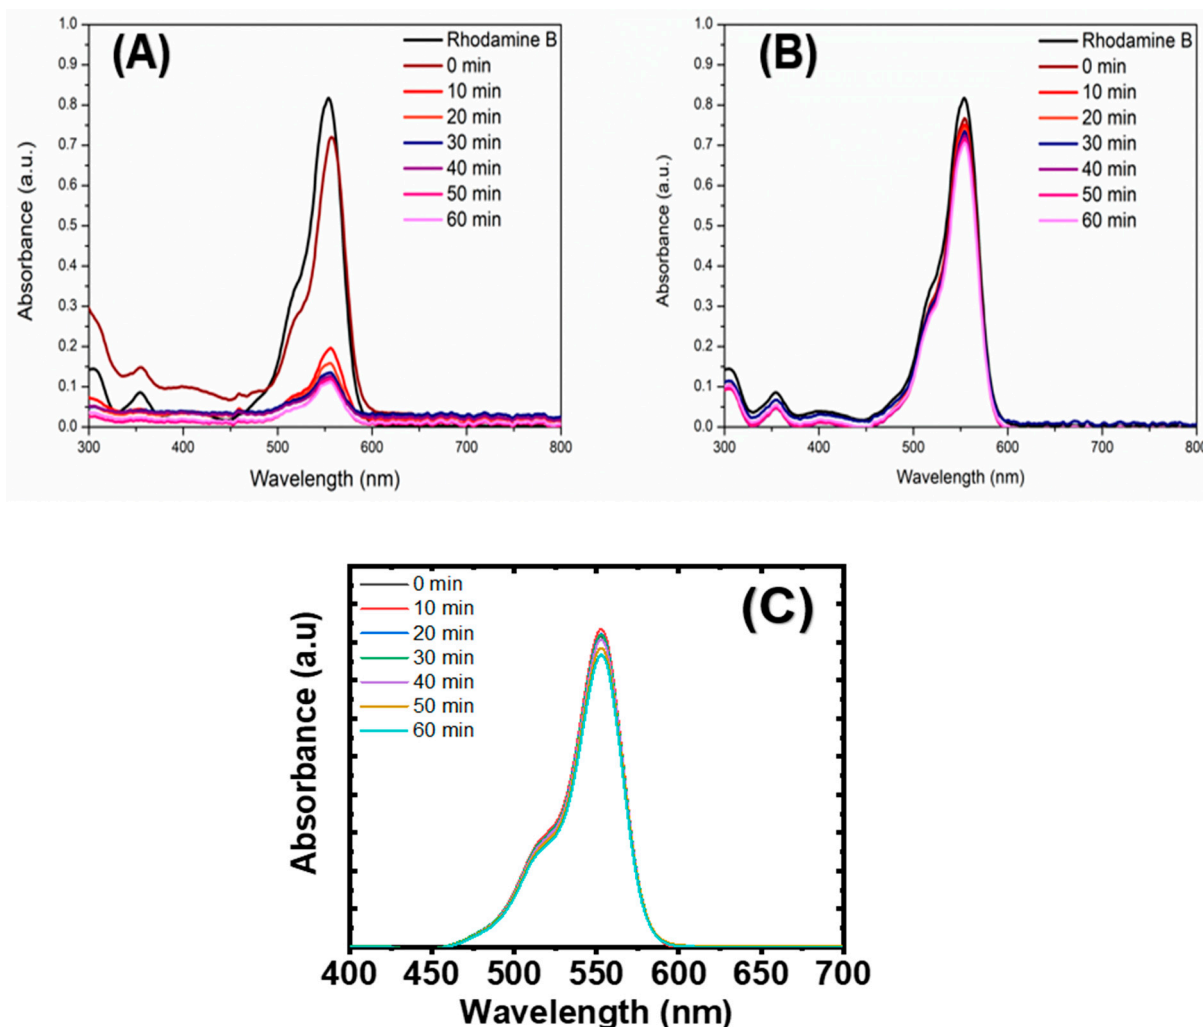 (A)
Rhodamine B
0 min
10 min
20 min
30 min
40 min
50 min
60 min
1.0
0.9
0.8
0.7
0.6
0.5
0.4
0.3
0.2
0.1
0.0
Absorbance (a.u.)
300 400 500 600 700 800
Wavelength (nm)
(B)
Rhodamine B
0 min
10 min
20 min
30 min
40 min
50 min
60 min
1.0
0.9
0.8
0.7
0.6
0.5
0.4
0.3
0.2
0.1
0.0
Absorbance (a.u.)
300 400 500 600 700 800
Wavelength (nm)
(C)
0 min
10 min
20 min
30 min
40 min
50 min
60 min
Absorbance (a.u)
400 450 500 550 600 650 700
Wavelength (nm)